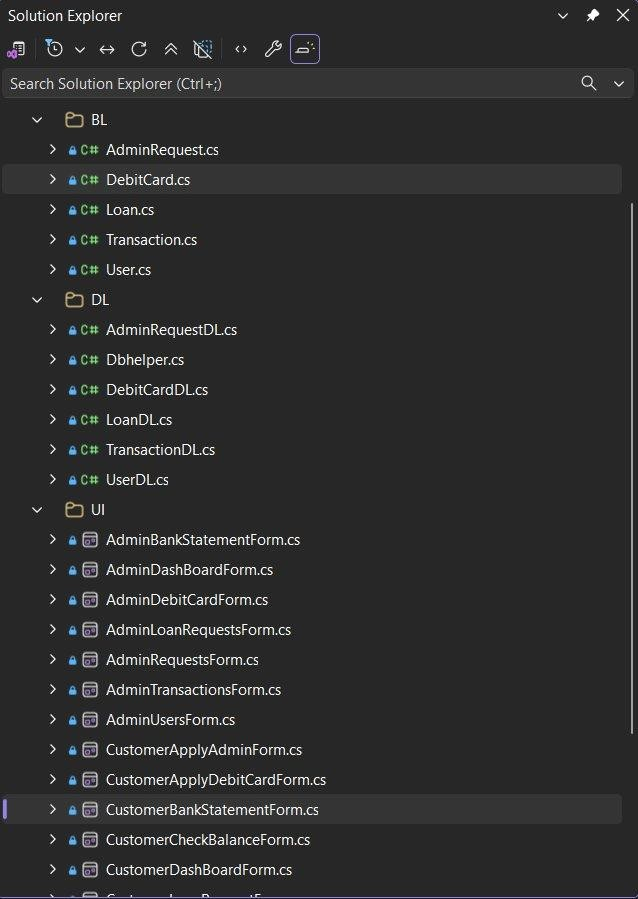 Solution Explorer
Search Solution Explorer (Ctrl+;)
BL
C# AdminRequest.cs
C# DebitCard.cs
C# Loan.cs
C# Transaction.cs
C# User.cs
DL
C# AdminRequestDL.cs
C# Dbhelper.cs
C# DebitCardDL.cs
C# LoanDL.cs
C# TransactionDL.cs
C# UserDL.cs
UI
AdminBankStatementForm.cs
AdminDashBoardForm.cs
AdminDebitCardForm.cs
AdminLoanRequestsForm.cs
AdminRequestsForm.cs
AdminTransactionsForm.cs
AdminUsersForm.cs
CustomerApplyAdminForm.cs
CustomerApplyDebitCardForm.cs
CustomerBankStatementForm.cs
CustomerCheckBalanceForm.cs
CustomerDashBoardForm.cs